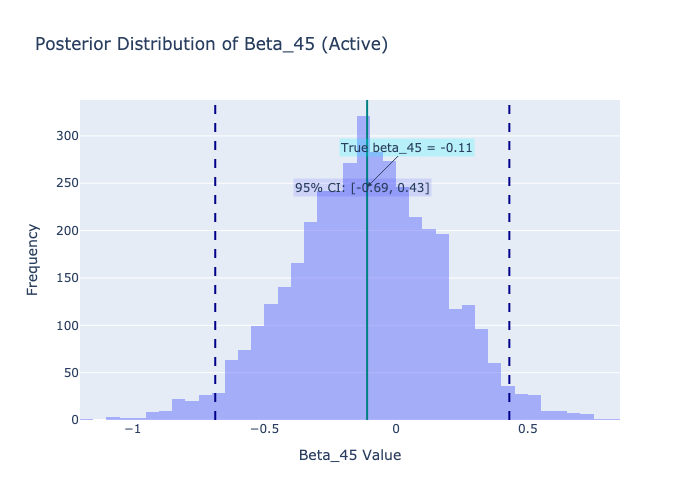 Posterior Distribution of Beta_45 (Active)
300
True beta_45 = -0.11
250
95% CI: [-0.69, 0.43]
200
150
100
50
0
Frequency
−1
−0.5
0
0.5
Beta_45 Value